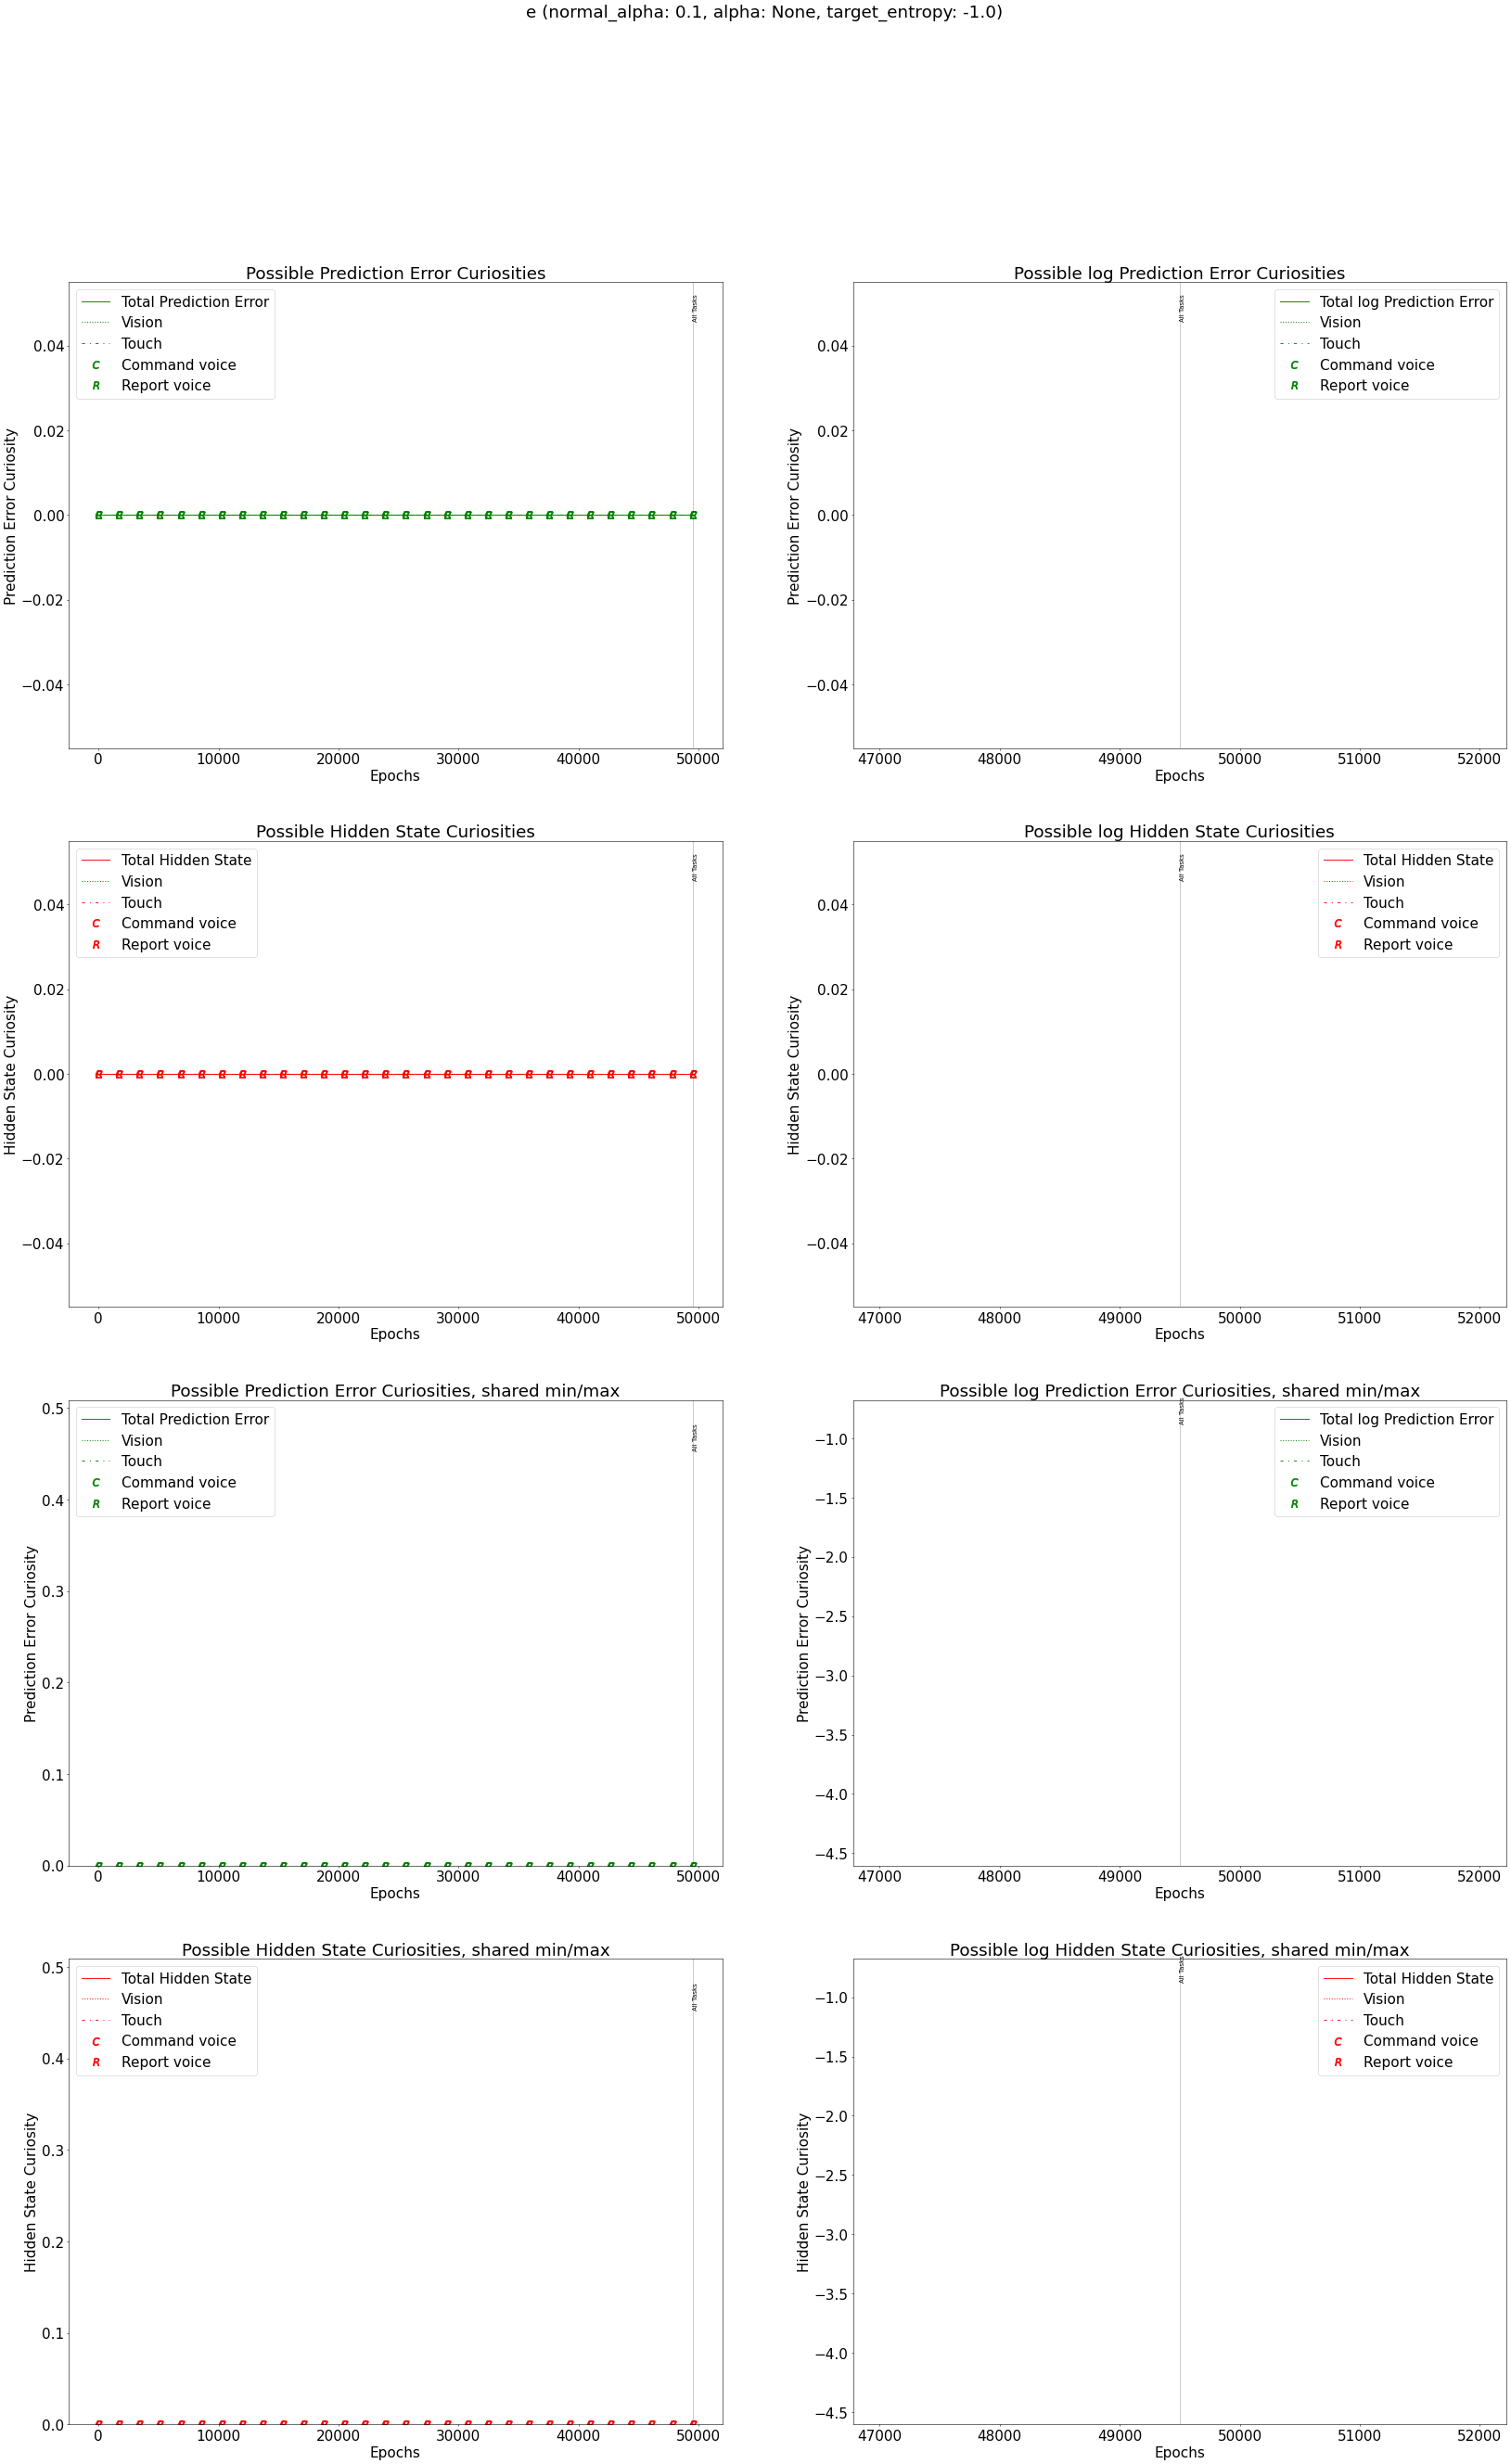 e (normal_alpha: 0.1, alpha: None, target_entropy: -1.0)
Possible Prediction Error Curiosities
Total Prediction Error
Vision
Touch
C Command voice
R Report voice
All Tasks
Prediction Error Curiosity
0.04
0.02
0.00
−0.02
−0.04
0 10000 20000 30000 40000 50000
Epochs
Possible log Prediction Error Curiosities
Total log Prediction Error
Vision
Touch
C Command voice
R Report voice
All Tasks
Prediction Error Curiosity
0.04
0.02
0.00
−0.02
−0.04
47000 48000 49000 50000 51000 52000
Epochs
Possible Hidden State Curiosities
Total Hidden State
Vision
Touch
C Command voice
R Report voice
All Tasks
Hidden State Curiosity
0.04
0.02
0.00
−0.02
−0.04
0 10000 20000 30000 40000 50000
Epochs
Possible log Hidden State Curiosities
Total Hidden State
Vision
Touch
C Command voice
R Report voice
All Tasks
Hidden State Curiosity
0.04
0.02
0.00
−0.02
−0.04
47000 48000 49000 50000 51000 52000
Epochs
Possible Prediction Error Curiosities, shared min/max
Total Prediction Error
Vision
Touch
C Command voice
R Report voice
All Tasks
Prediction Error Curiosity
0.5
0.4
0.3
0.2
0.1
0.0
0 10000 20000 30000 40000 50000
Epochs
Possible log Prediction Error Curiosities, shared min/max
Total log Prediction Error
Vision
Touch
C Command voice
R Report voice
All Tasks
Prediction Error Curiosity
−1.0
−1.5
−2.0
−2.5
−3.0
−3.5
−4.0
−4.5
47000 48000 49000 50000 51000 52000
Epochs
Possible Hidden State Curiosities, shared min/max
Total Hidden State
Vision
Touch
C Command voice
R Report voice
All Tasks
Hidden State Curiosity
0.5
0.4
0.3
0.2
0.1
0.0
0 10000 20000 30000 40000 50000
Epochs
Possible log Hidden State Curiosities, shared min/max
Total Hidden State
Vision
Touch
C Command voice
R Report voice
All Tasks
Hidden State Curiosity
−1.0
−1.5
−2.0
−2.5
−3.0
−3.5
−4.0
−4.5
47000 48000 49000 50000 51000 52000
Epochs